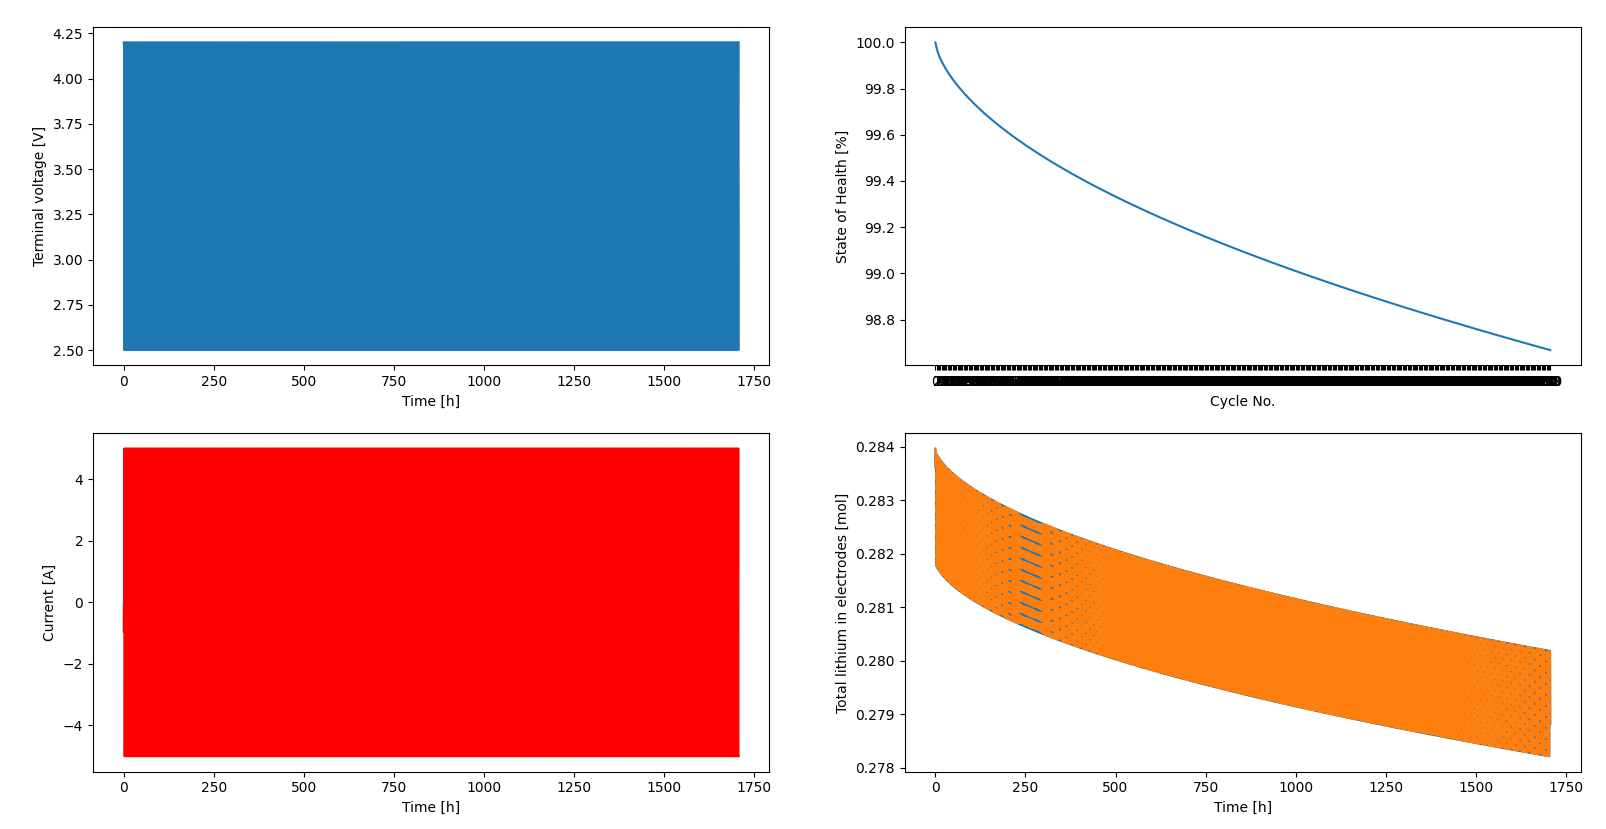 4.25
4.00
3.75
3.50
3.25
3.00
2.75
2.50
Terminal voltage [V]
0 250 500 750 1000 1250 1500 1750
Time [h]
100.0
99.8
99.6
99.4
99.2
99.0
98.8
State of Health [%]
Cycle No.
4
2
0
−2
−4
Current [A]
0 250 500 750 1000 1250 1500 1750
Time [h]
0.284
0.283
0.282
0.281
0.280
0.279
0.278
Total lithium in electrodes [mol]
0 250 500 750 1000 1250 1500 1750
Time [h]